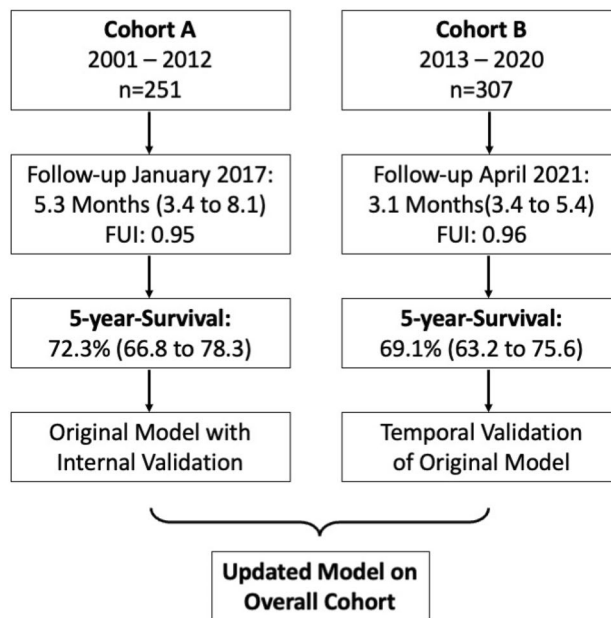 Cohort A
2001 – 2012
n=251
Follow-up January 2017:
5.3 Months (3.4 to 8.1)
FUI: 0.95
5-year-Survival:
72.3% (66.8 to 78.3)
Original Model with
Internal Validation
Cohort B
2013 – 2020
n=307
Follow-up April 2021:
3.1 Months(3.4 to 5.4)
FUI: 0.96
5-year-Survival:
69.1% (63.2 to 75.6)
Temporal Validation
of Original Model
Updated Model on
Overall Cohort